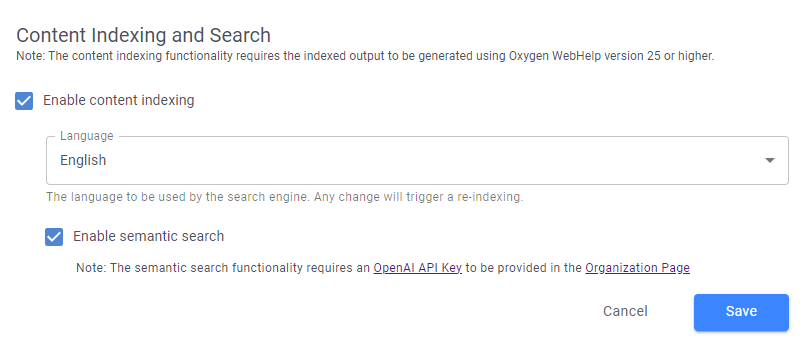 Content Indexing and Search
Note: The content indexing functionality requires the indexed output to be generated using Oxygen WebHelp version 25 or higher.
Enable content indexing
Language
English
The language to be used by the search engine. Any change will trigger a re-indexing.
Enable semantic search
Note: The semantic search functionality requires an OpenAI API Key to be provided in the Organization Page
Cancel Save